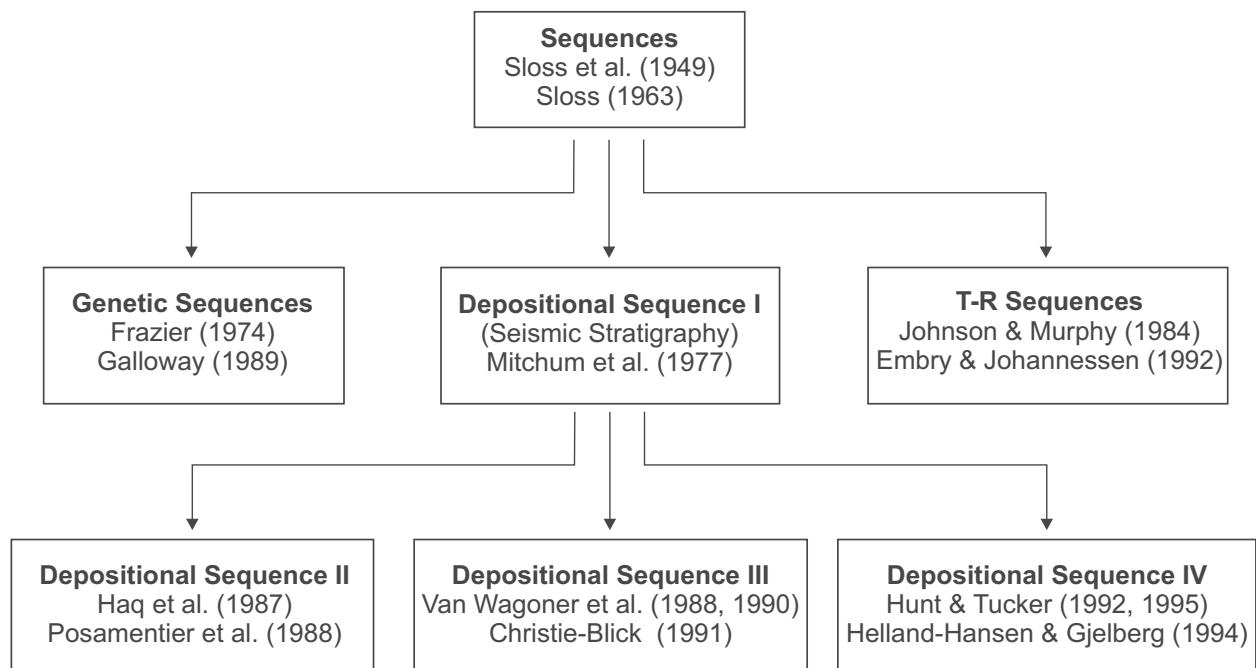 Sequences
Sloss et al. (1949)
Sloss (1963)
Genetic Sequences
Frazier (1974)
Galloway (1989)
Depositional Sequence I
(Seismic Stratigraphy)
Mitchum et al. (1977)
T-R Sequences
Johnson & Murphy (1984)
Embry & Johannessen (1992)
Depositional Sequence II
Haq et al. (1987)
Posamentier et al. (1988)
Depositional Sequence III
Van Wagoner et al. (1988, 1990)
Christie-Blick (1991)
Depositional Sequence IV
Hunt & Tucker (1992, 1995)
Helland-Hansen & Gjelberg (1994)